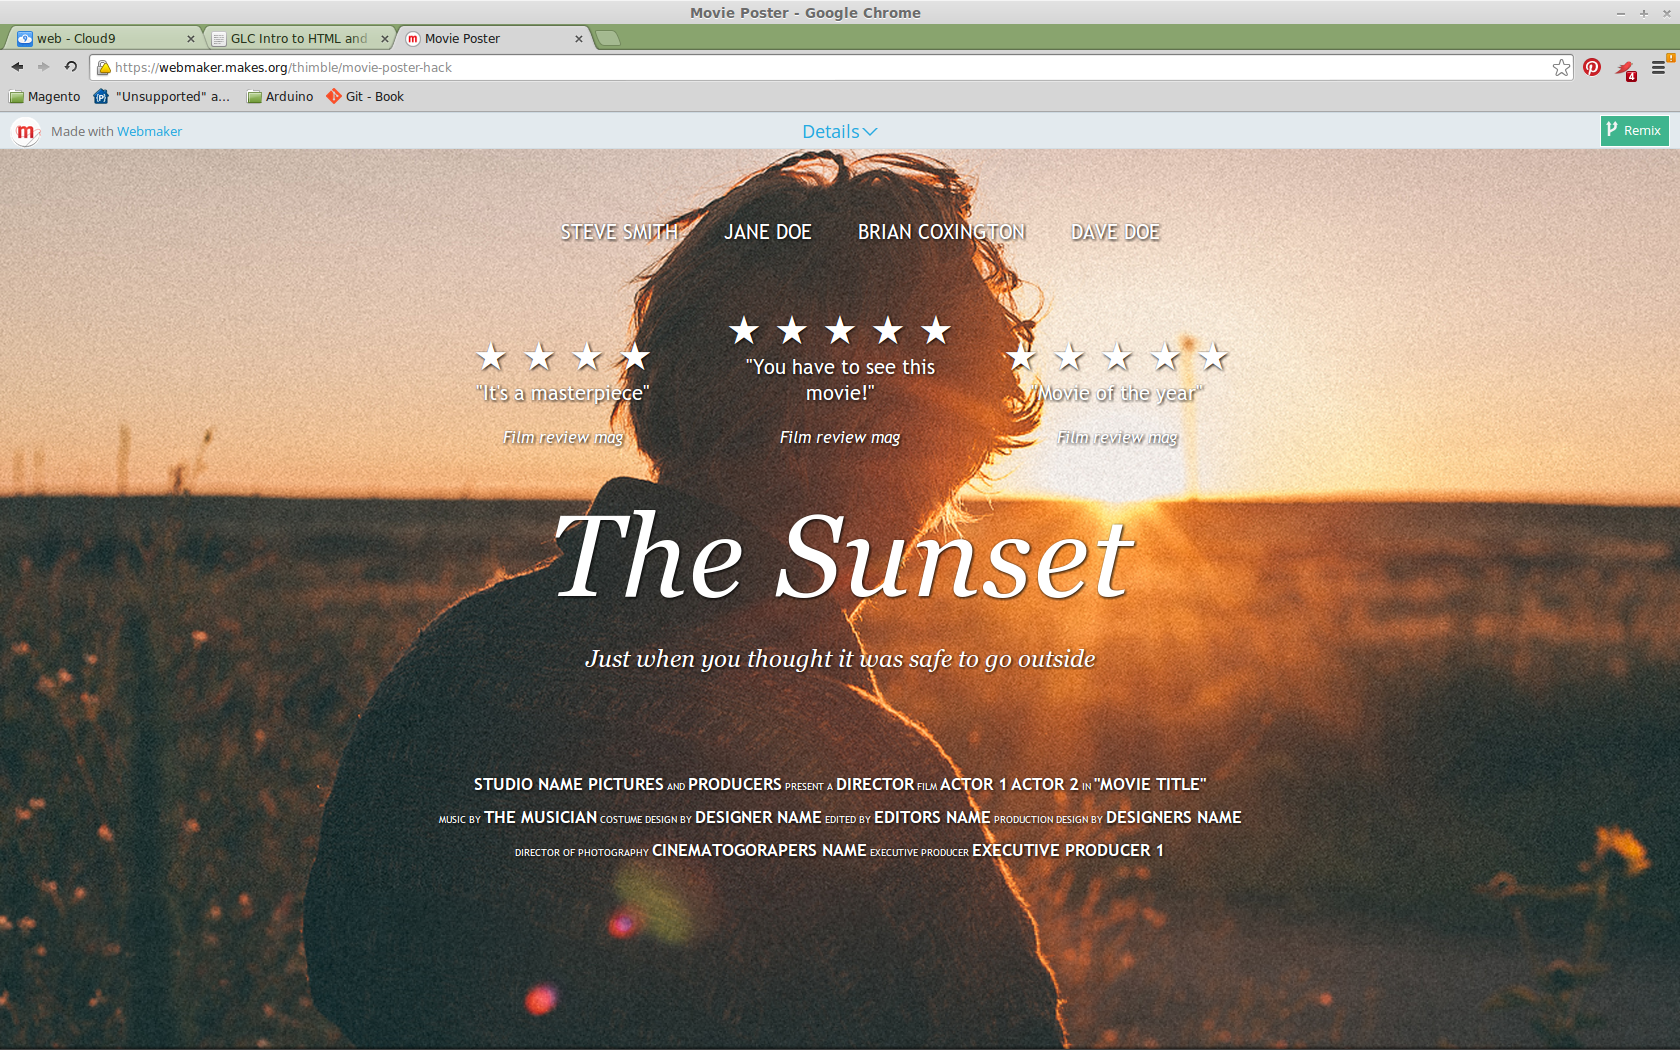 Movie Poster - Google Chrome
web - Cloud9
GLC Intro to HTML and
Movie Poster
https://webmaker.makes.org/thimble/movie-poster-hack
4
Magento
"Unsupported" a...
Arduino
Git - Book
m Made with Webmaker
Details
Remix
STEVE SMITH JANE DOE BRIAN COXINGTON DAVE DOE
★ ★ ★ ★
"It's a masterpiece"
Film review mag
★ ★ ★ ★ ★
"You have to see this
movie!"
Film review mag
★ ★ ★ ★ ★
"Movie of the year"
Film review mag
The Sunset
Just when you thought it was safe to go outside
STUDIO NAME PICTURES AND PRODUCERS PRESENT A DIRECTOR FILM ACTOR 1 ACTOR 2 IN "MOVIE TITLE"
MUSIC BY THE MUSICIAN COSTUME DESIGN BY DESIGNER NAME EDITED BY EDITORS NAME PRODUCTION DESIGN BY DESIGNERS NAME
DIRECTOR OF PHOTOGRAPHY CINEMATOGORAPERS NAME EXECUTIVE PRODUCER EXECUTIVE PRODUCER 1